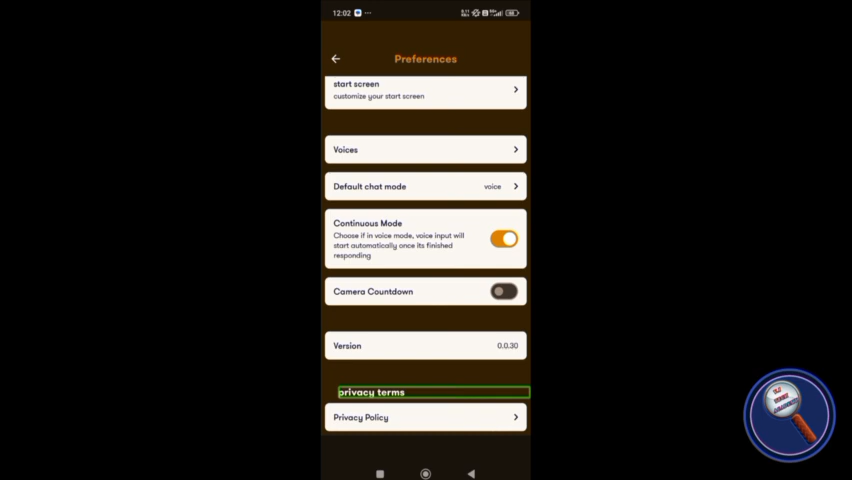 12:02
Preferences
start screen
customize your start screen
Voices
Default chat mode voice
Continuous Mode
Choose if in voice mode, voice input will
start automatically once its finished
responding
Camera Countdown
Version 0.0.30
privacy terms
Privacy Policy